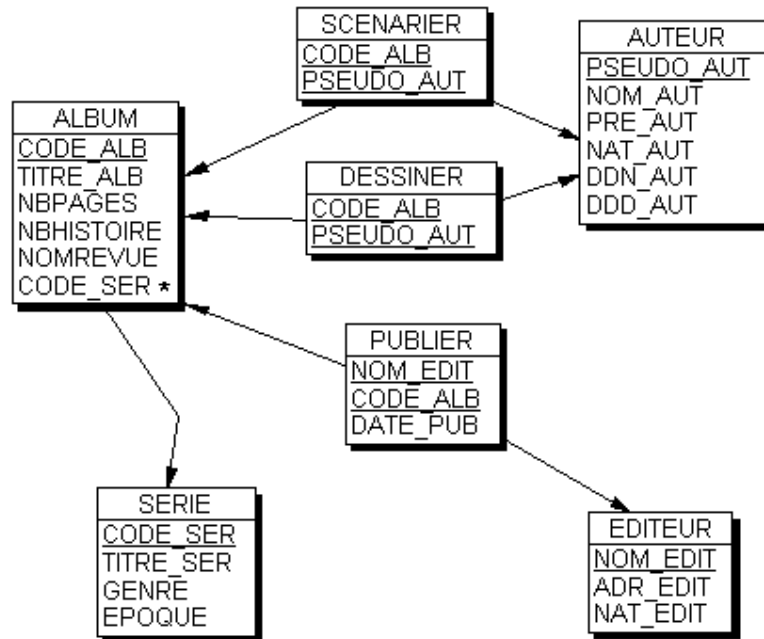 SCENARIER
CODE_ALB
PSEUDO_AUT
AUTEUR
PSEUDO_AUT
NOM_AUT
PRE_AUT
NAT_AUT
DDN_AUT
DDD_AUT
ALBUM
CODE_ALB
TITRE_ALB
NBPAGES
NBHISTOIRE
NOMREVUE
CODE_SER *
DESSINER
CODE_ALB
PSEUDO_AUT
PUBLIER
NOM_EDIT
CODE_ALB
DATE_PUB
SERIE
CODE_SER
TITRE_SER
GENRE
EPOQUE
EDITEUR
NOM_EDIT
ADR_EDIT
NAT_EDIT